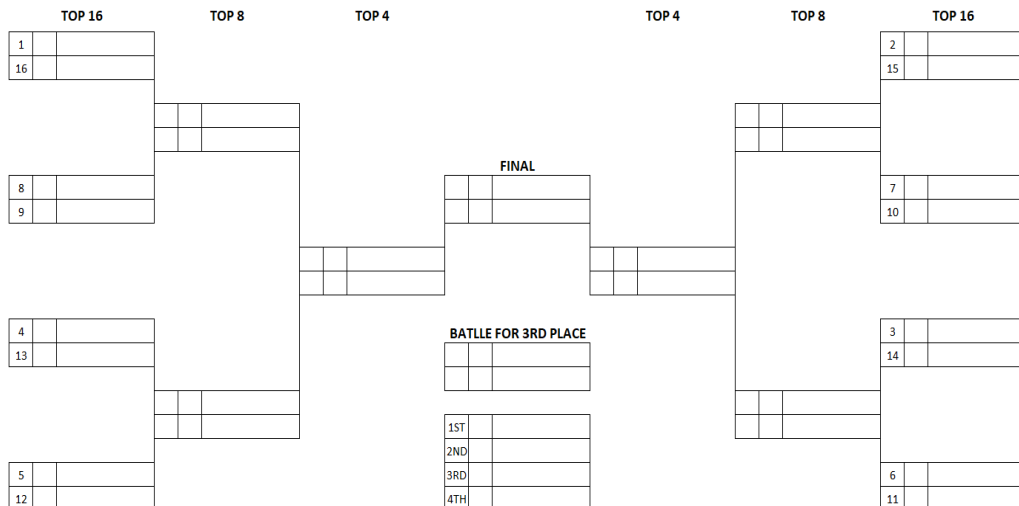 TOP 16 TOP 8 TOP 4 TOP 4 TOP 8 TOP 16
1 2
16 15
FINAL
8 7
9 10
4 3
BATLLE FOR 3RD PLACE
13 14
1ST
2ND
5 3RD 6
12 4TH 11